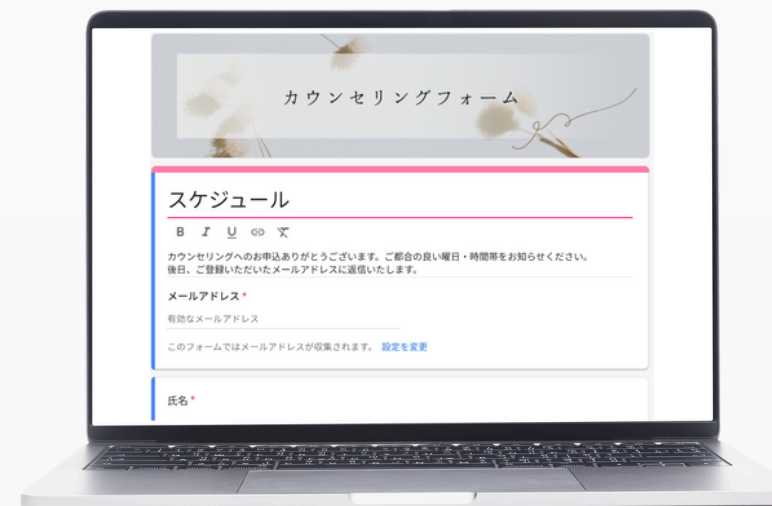 カウンセリングフォーム
スケジュール
B I U
カウンセリングへのお申込ありがとうございます。ご都合の良い曜日・時間帯をお知らせください。
後日、ご登録いただいたメールアドレスに返信いたします。
メールアドレス *
有効なメールアドレス
このフォームではメールアドレスが収集されます。 設定を変更
氏名 *